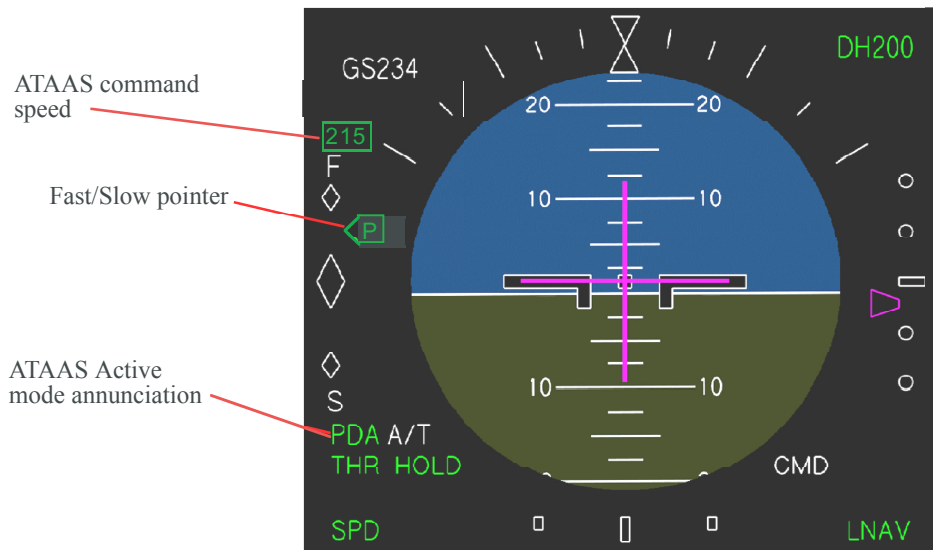 ATAAS command
speed
Fast/Slow pointer
ATAAS Active
mode annunciation
GS234
DH200
215
F
P
S
20 20
10 10
10 10
PDA A/T
THR HOLD
CMD
SPD
LNAV